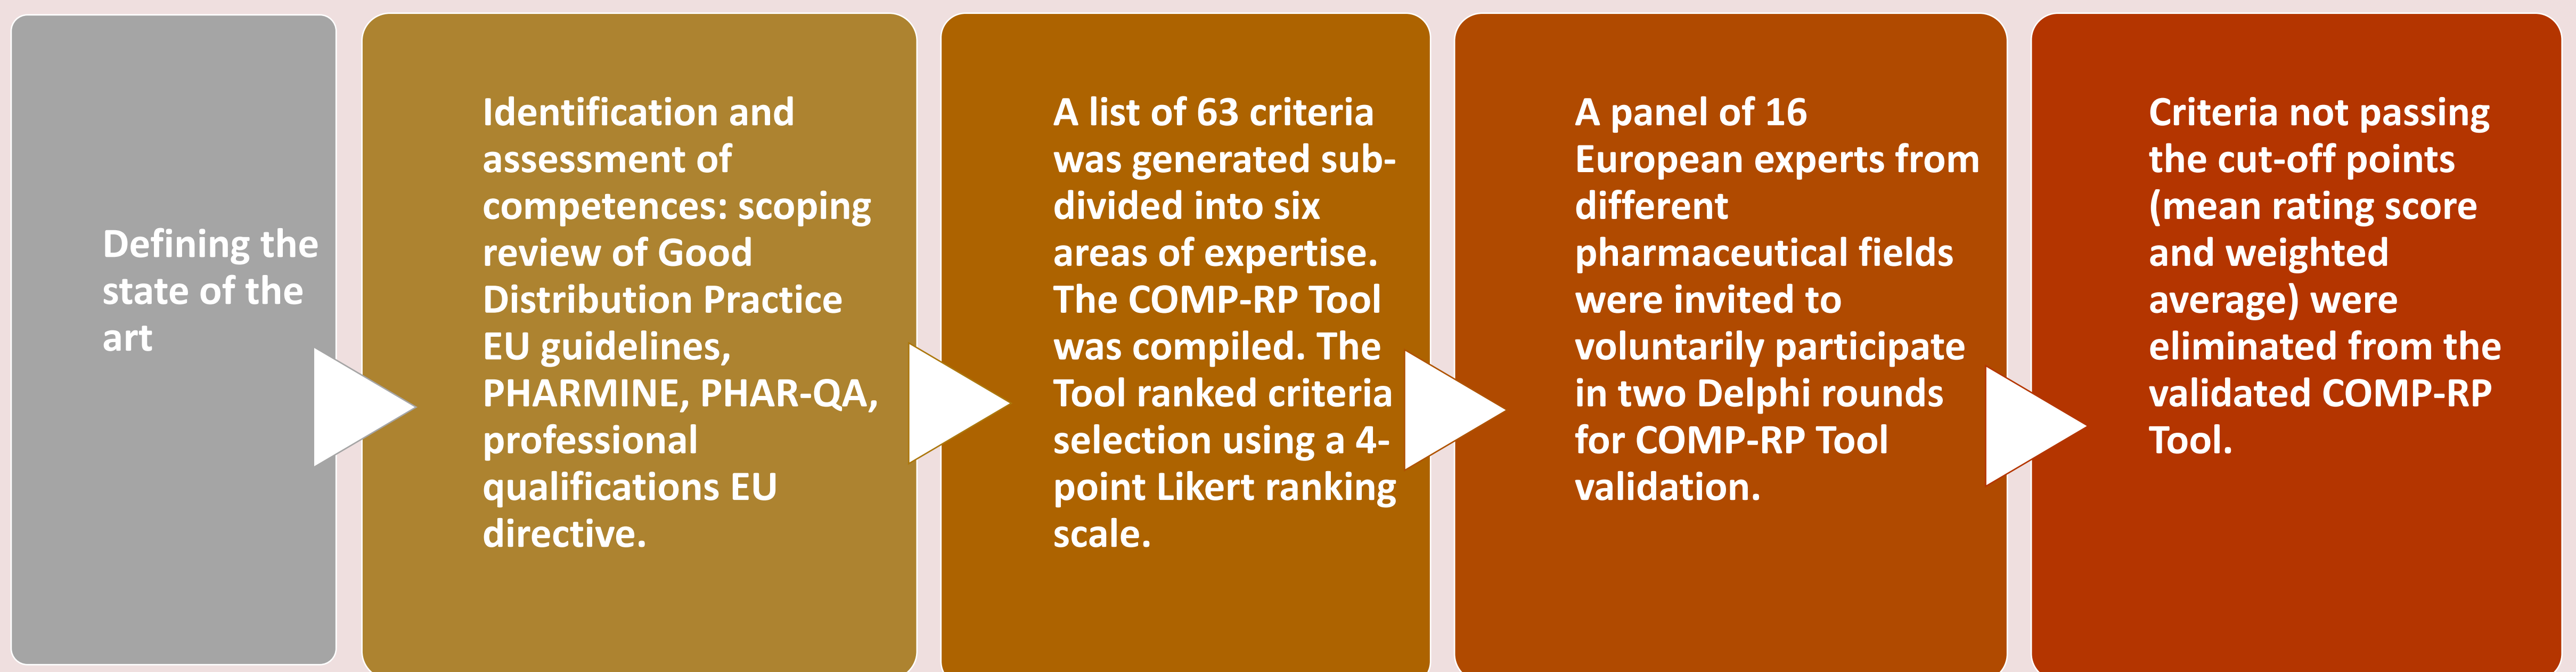 Defining the
state of the
art
Identification and
assessment of
competences: scoping
review of Good
Distribution Practice
EU guidelines,
PHARMINE, PHAR-QA,
professional
qualifications EU
directive.
A list of 63 criteria
was generated sub-
divided into six
areas of expertise.
The COMP-RP Tool
was compiled. The
Tool ranked criteria
selection using a 4-
point Likert ranking
scale.
A panel of 16
European experts from
different
pharmaceutical fields
were invited to
voluntarily participate
in two Delphi rounds
for COMP-RP Tool
validation.
Criteria not passing
the cut-off points
(mean rating score
and weighted
average) were
eliminated from the
validated COMP-RP
Tool.